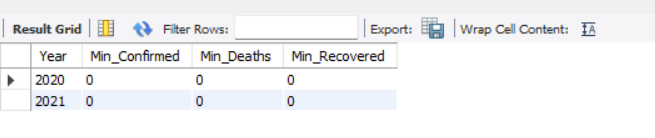 Result Grid Filter Rows: Export: Wrap Cell Content: IA
Year Min_Confirmed Min_Deaths Min_Recovered
2020 0 0 0
2021 0 0 0